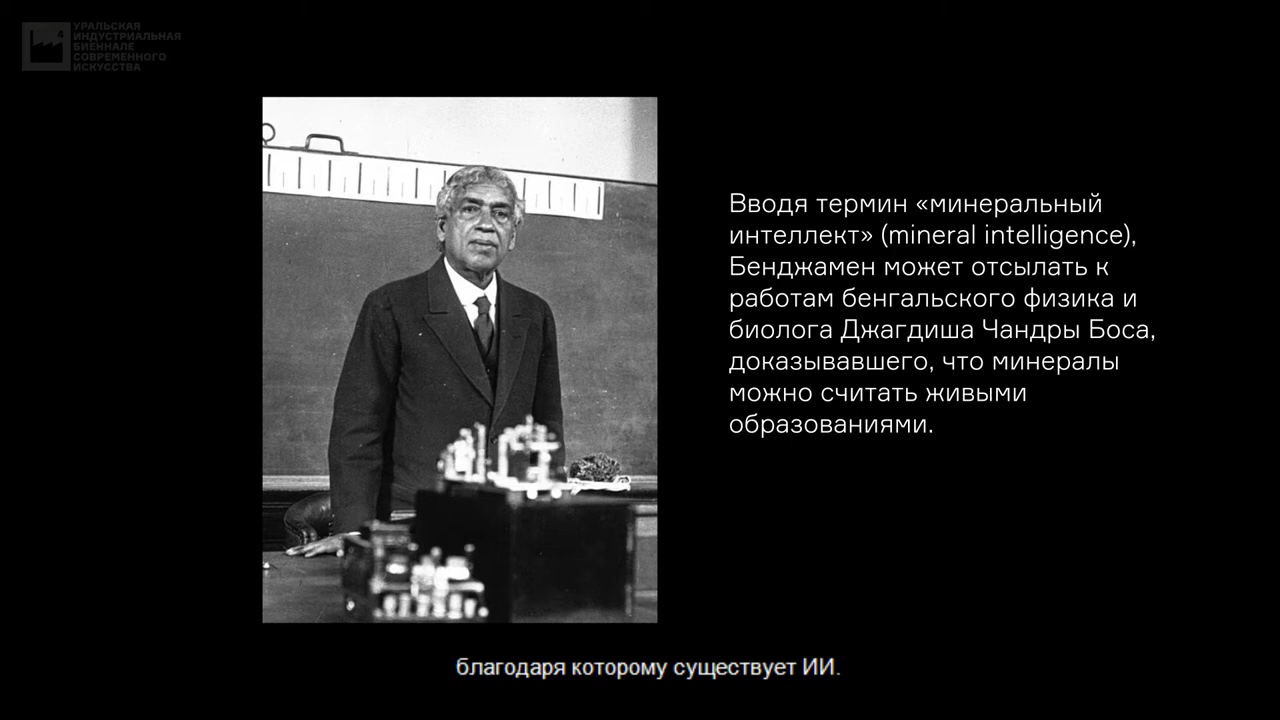 4
УРАЛЬСКАЯ
ИНДУСТРИАЛЬНАЯ
БИЕННАЛЕ
СОВРЕМЕННОГО
ИСКУССТВА
Вводя термин «минеральный
интеллект» (mineral intelligence),
Бенджамен может отсылать к
работам бенгальского физика и
биолога Джагдиша Чандры Боса,
доказывавшего, что минералы
можно считать живыми
образованиями.
благодаря которому существует ИИ.